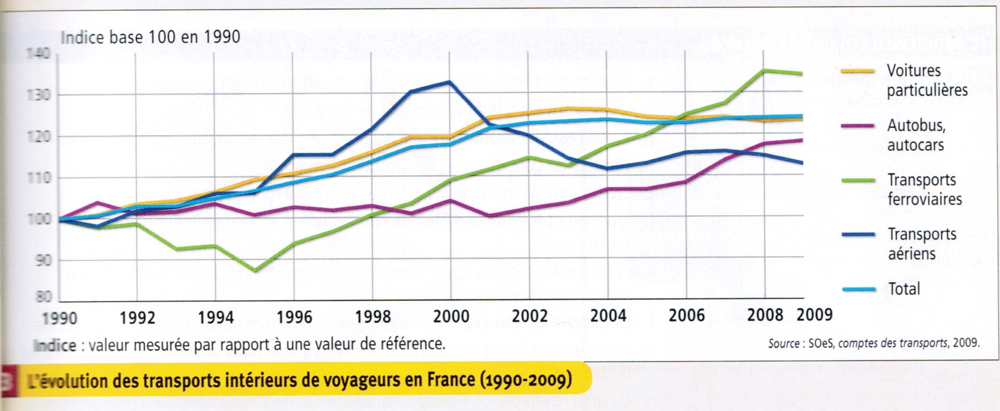 Indice base 100 en 1990
140
130
120
110
100
90
80
1990 1992 1994 1996 1998 2000 2002 2004 2006 2008 2009
Voitures
particulières
Autobus,
autocars
Transports
ferroviaires
Transports
aériens
Total
Indice : valeur mesurée par rapport à une valeur de référence.
Source : SOeS, comptes des transports, 2009.
3 L'évolution des transports intérieurs de voyageurs en France (1990-2009)